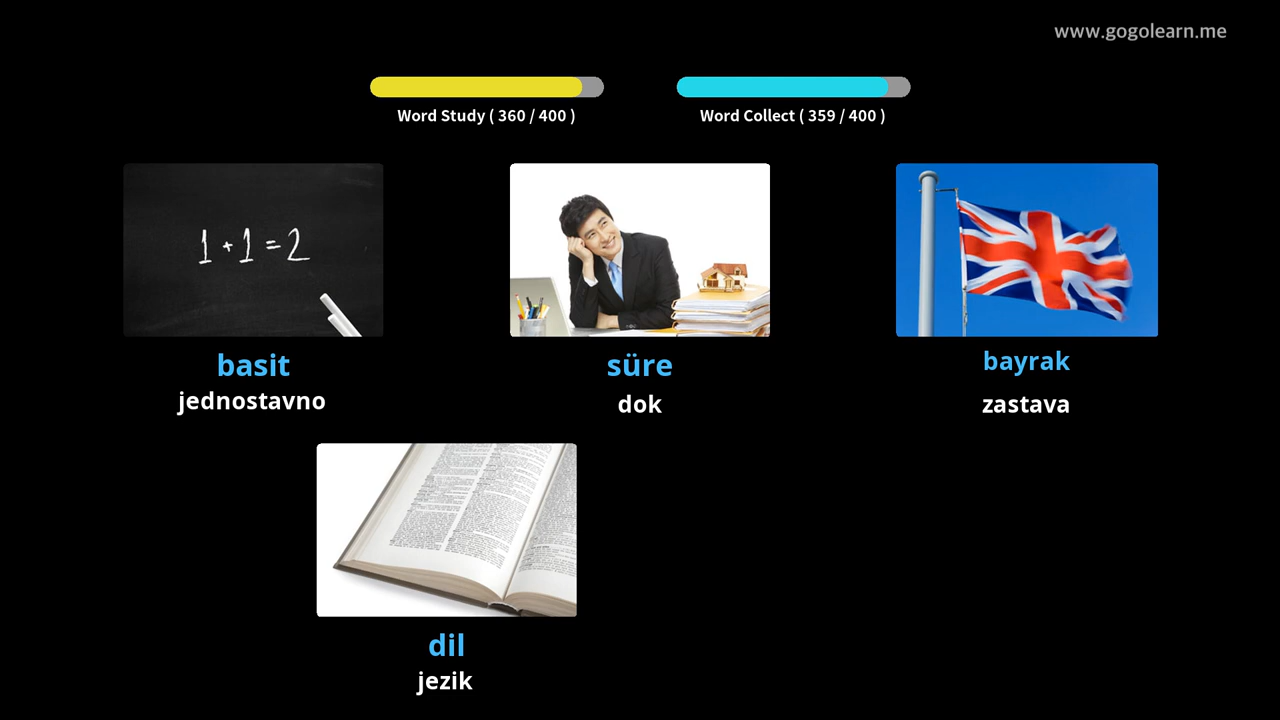 www.gogolearn.me
Word Study ( 360 / 400 )
Word Collect ( 359 / 400 )
1 + 1 = 2
basit
jednostavno
süre
dok
bayrak
zastava
dil
jezik